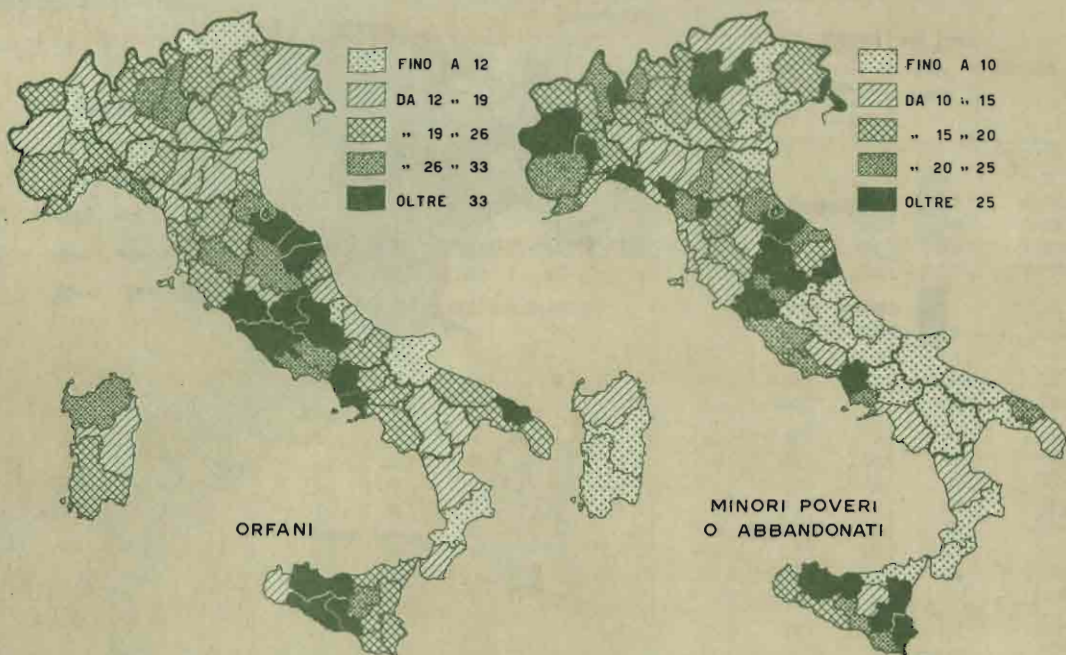 FINO A 12
DA 12 " 19
" 19 " 26
" 26 " 33
OLTRE 33
ORFANI
FINO A 10
DA 10 " 15
" 15 " 20
" 20 " 25
OLTRE 25
MINORI POVERI
O ABBANDONATI